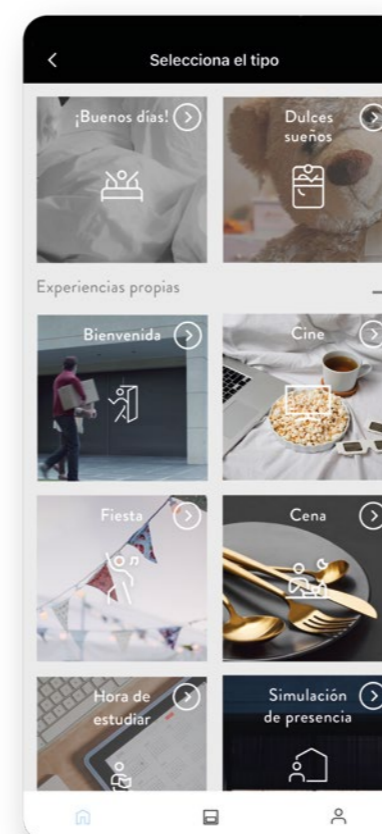 Selecciona el tipo
¡Buenos días!
Dulces
sueños
Experiencias propias
Bienvenida
Cine
Fiesta
Cena
Hora de
estudiar
Simulación
de presencia